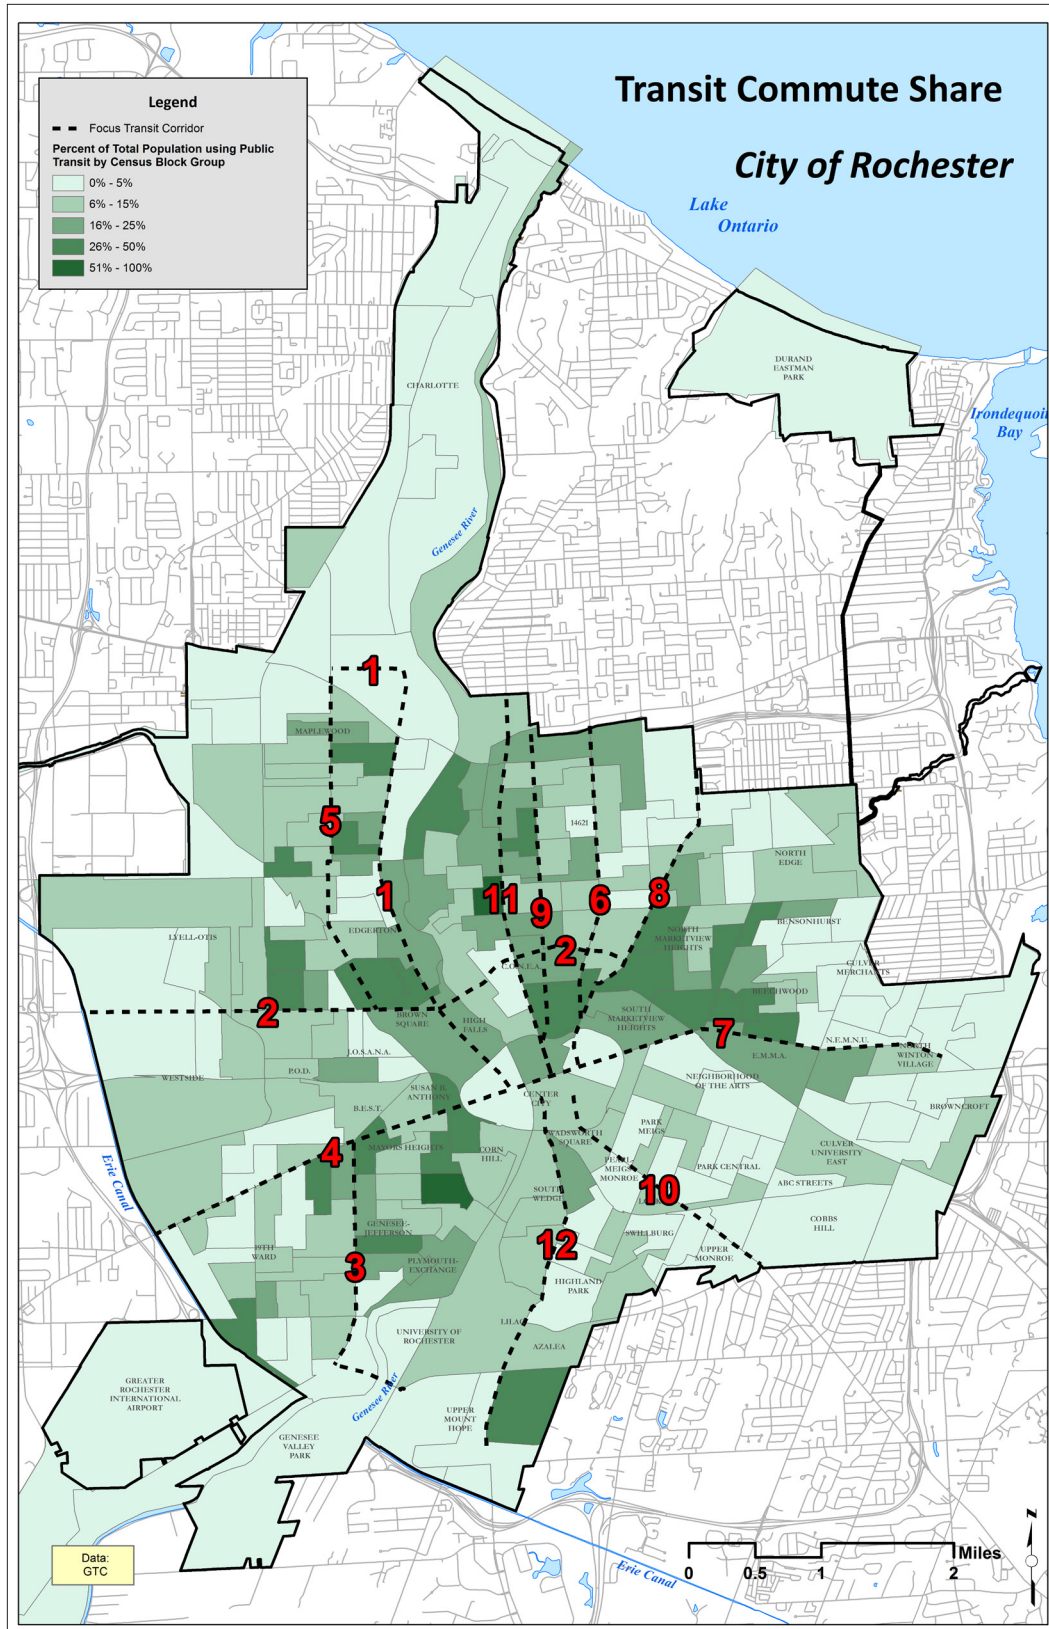 Transit Commute Share
City of Rochester
Legend
Focus Transit Corridor
Percent of Total Population using Public
Transit by Census Block Group
0% - 5%
6% - 15%
16% - 25%
26% - 50%
51% - 100%
Lake
Ontario
DURAND
EASTMAN
PARK
CHARLOTTE
Irondequoit
Bay
Genesee River
1
MAPLEWOOD
5
14621
NORTH
EDGE
1
11
9
6
8
EDGERTON
LYELL-OTIS
2
NORTH
MARKETVIEW
HEIGHTS
BENSONHURST
C.O.N.E.A.
CULVER
MERCHANTS
BEECHWOOD
2
BROWN
SQUARE
HIGH
FALLS
SOUTH
MARKETVIEW
HEIGHTS
7
N.E.M.N.U.
NORTH
WINTON
VILLAGE
J.O.S.A.N.A.
E.M.M.A.
WESTSIDE
P.O.D.
SUSAN B.
ANTHONY
CENTER
CITY
NEIGHBORHOOD
OF THE ARTS
BROWNCROFT
B.E.S.T.
PARK
MEIGS
4
MAYORS HEIGHTS
CORN
HILL
WADSWORTH
SQUARE
CULVER
UNIVERSITY
EAST
PEARL-
MEIGS
MONROE
PARK CENTRAL
ABC STREETS
Erie Canal
10
SOUTH
WEDGE
COBBS
HILL
GENESEE-
JEFFERSON
SWILLBURG
19TH
WARD
12
UPPER
MONROE
3
PLYMOUTH-
EXCHANGE
HIGHLAND
PARK
LILAC
UNIVERSITY OF
ROCHESTER
AZALEA
GREATER
ROCHESTER
INTERNATIONAL
AIRPORT
Genesee River
UPPER
MOUNT
HOPE
GENESEE
VALLEY
PARK
N
Data:
GTC
Erie Canal
Miles
0
0.5
1
2